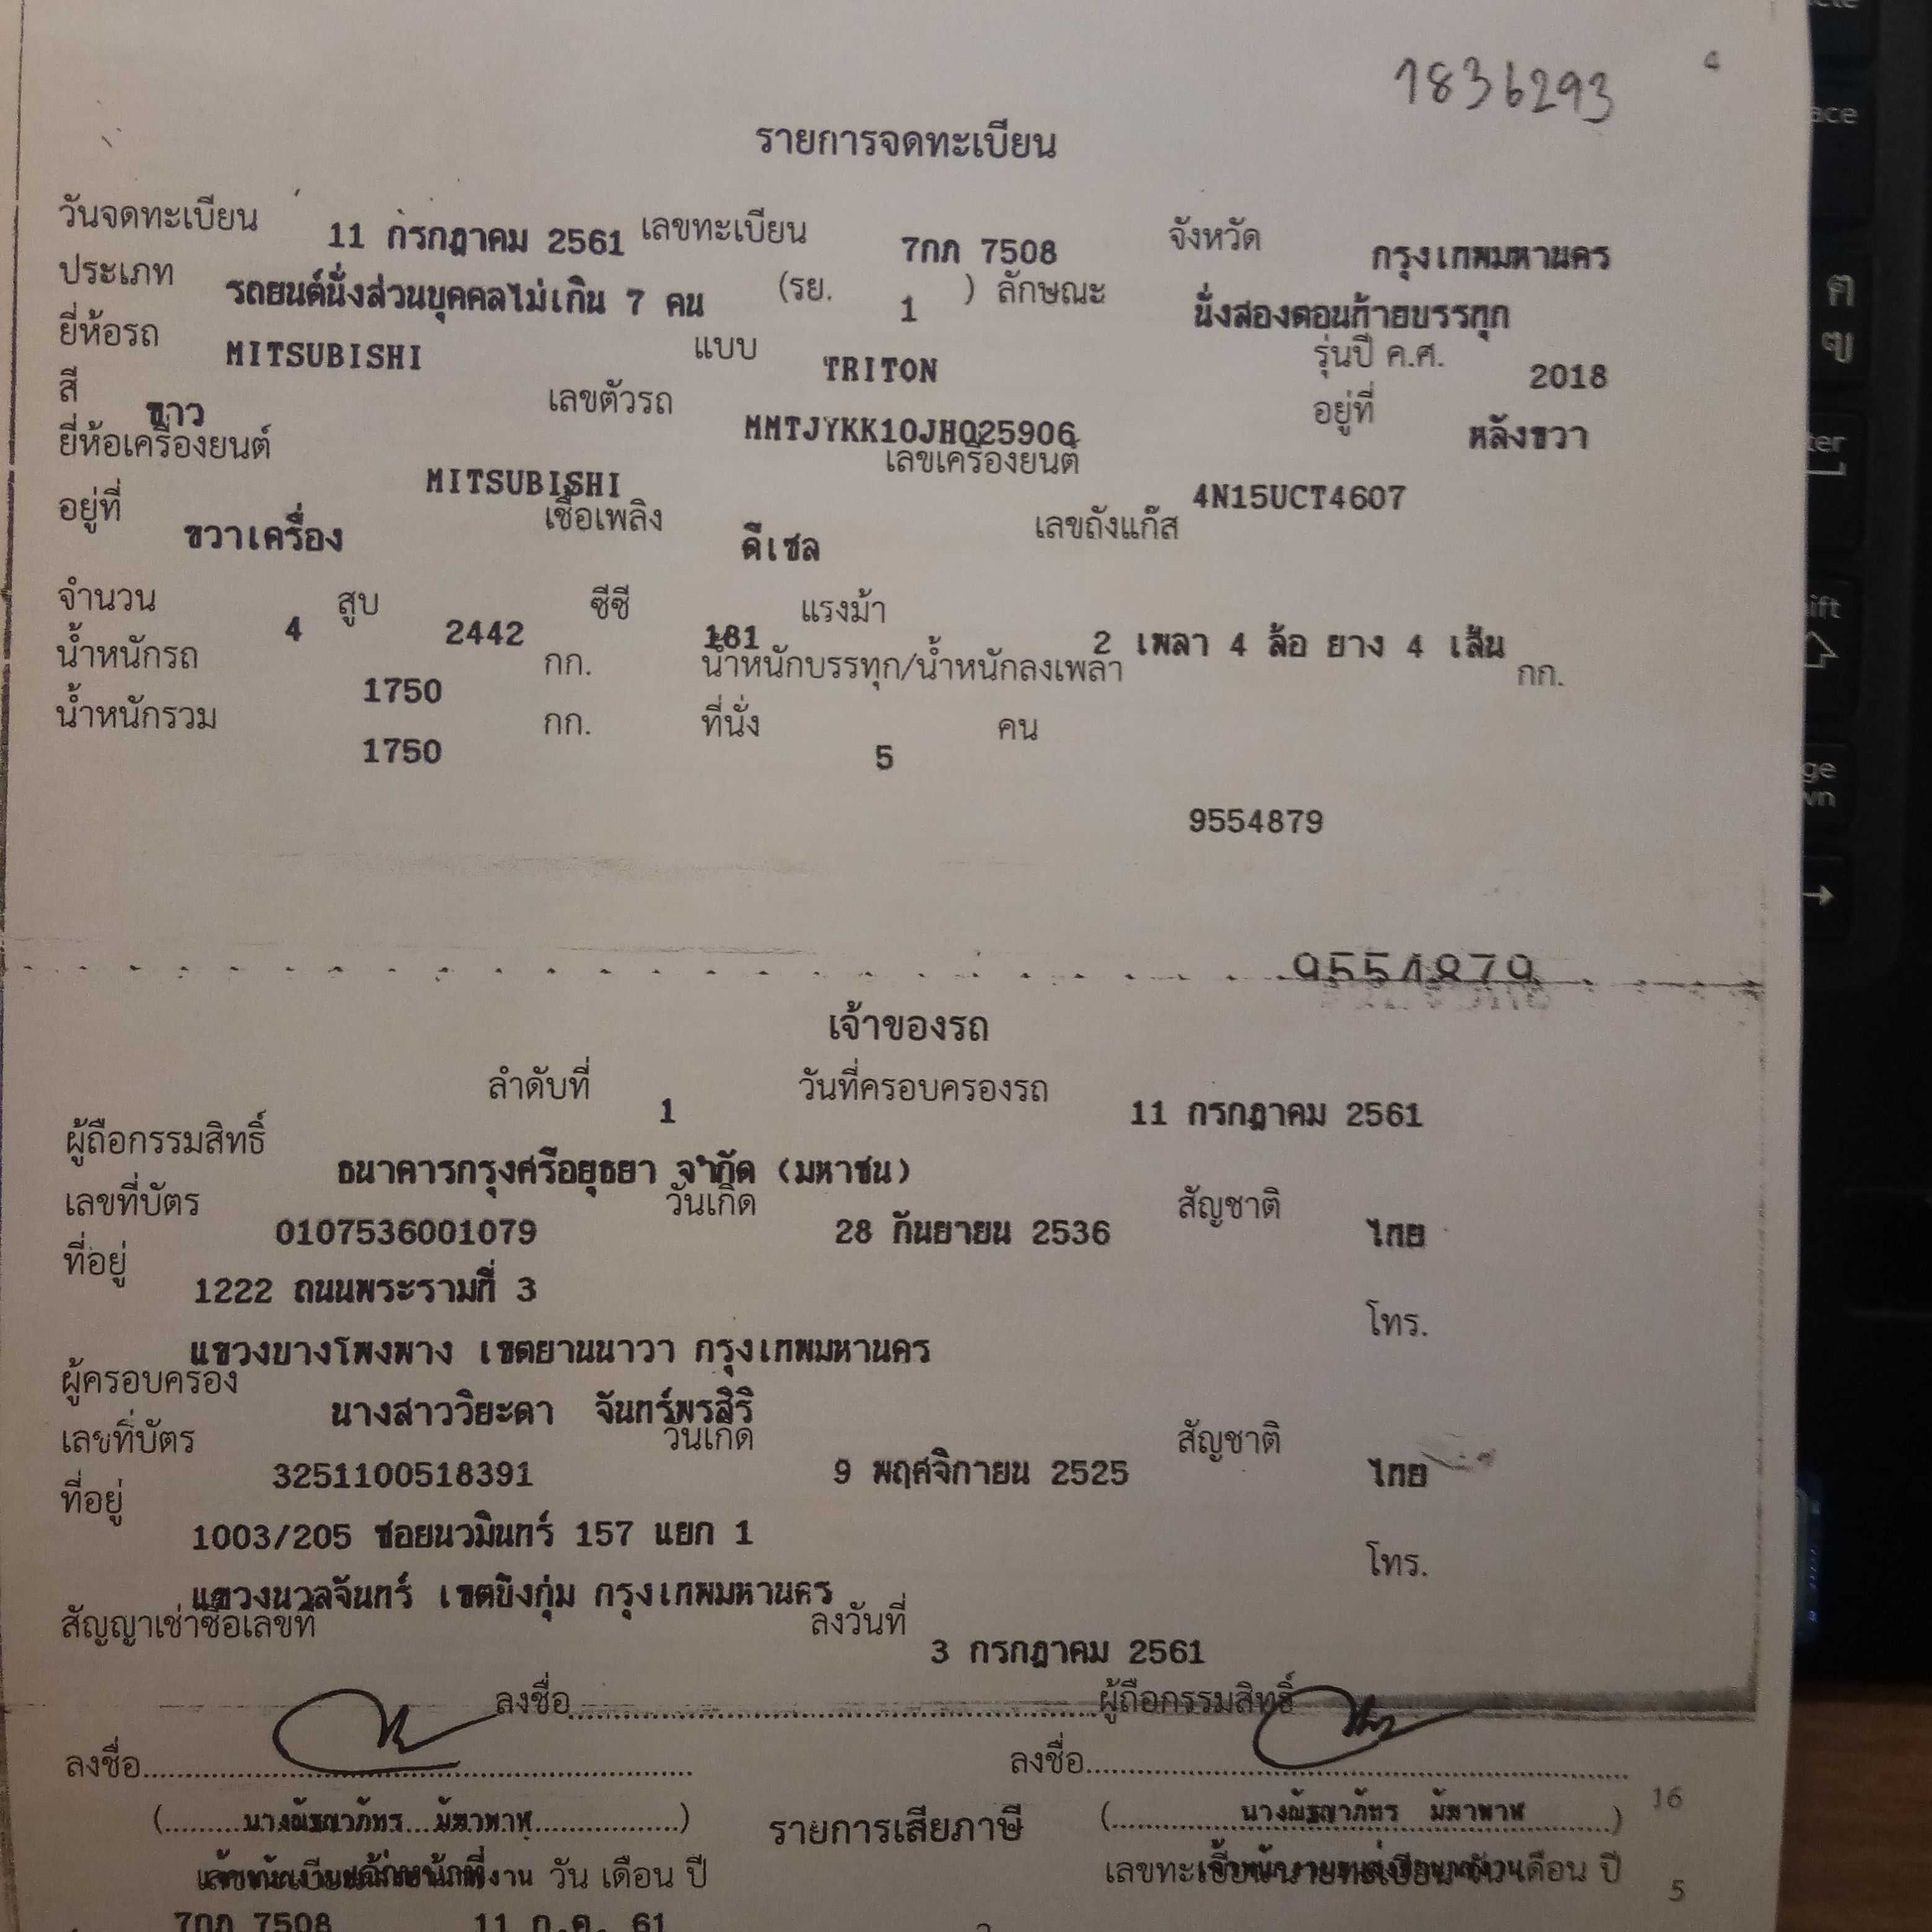 1836293
4
รายการจดทะเบียน
วันจดทะเบียน 11 กรกฎาคม 2561 เลขทะเบียน 7กภ 7508 จังหวัด กรุงเทพมหานคร
ประเภท รถยนต์นั่งส่วนบุคคลไม่เกิน 7 คน (รย. 1 ) ลักษณะ นั่งสองตอนท้ายบรรทุก
ยี่ห้อรถ MITSUBISHI แบบ TRITON รุ่นปี ค.ศ. 2018
สี ขาว เลขตัวรถ MMTJYKK10JH025906 อยู่ที่ หลังขวา
ยี่ห้อเครื่องยนต์ MITSUBISHI เลขเครื่องยนต์ 4N15UCT4607
อยู่ที่ ขวาเครื่อง เชื้อเพลิง ดีเซล เลขถังแก๊ส
จำนวน 4 สูบ 2442 ซีซี 181 แรงม้า 2 เพลา 4 ล้อ ยาง 4 เส้น
น้ำหนักรถ 1750 กก. น้ำหนักบรรทุก/น้ำหนักลงเพลา กก.
น้ำหนักรวม 1750 กก. ที่นั่ง 5 คน
9554879
9554879
เจ้าของรถ
ลำดับที่ 1 วันที่ครอบครองรถ 11 กรกฎาคม 2561
ผู้ถือกรรมสิทธิ์ ธนาคารกรุงศรีอยุธยา จำกัด (มหาชน)
เลขที่บัตร 0107536001079 วันเกิด 28 กันยายน 2536 สัญชาติ ไทย
ที่อยู่ 1222 ถนนพระรามที่ 3
โทร.
แขวงบางโพงพาง เขตยานนาวา กรุงเทพมหานคร
ผู้ครอบครอง นางสาววิยะดา จันทร์พรสิริ
เลขที่บัตร 3251100518391 วันเกิด 9 พฤศจิกายน 2525 สัญชาติ ไทย
ที่อยู่ 1003/205 ซอยนวมินทร์ 157 แยก 1
โทร.
แขวงนวลจันทร์ เขตบึงกุ่ม กรุงเทพมหานคร
สัญญาเช่าซื้อเลขที่ ลงวันที่ 3 กรกฎาคม 2561
ลงชื่อ ผู้ถือกรรมสิทธิ์
ลงชื่อ ลงชื่อ
16
รายการเสียภาษี
วัน เดือน ปี เดือน ปี
5
7กภ 7508 11 ก.ค. 61